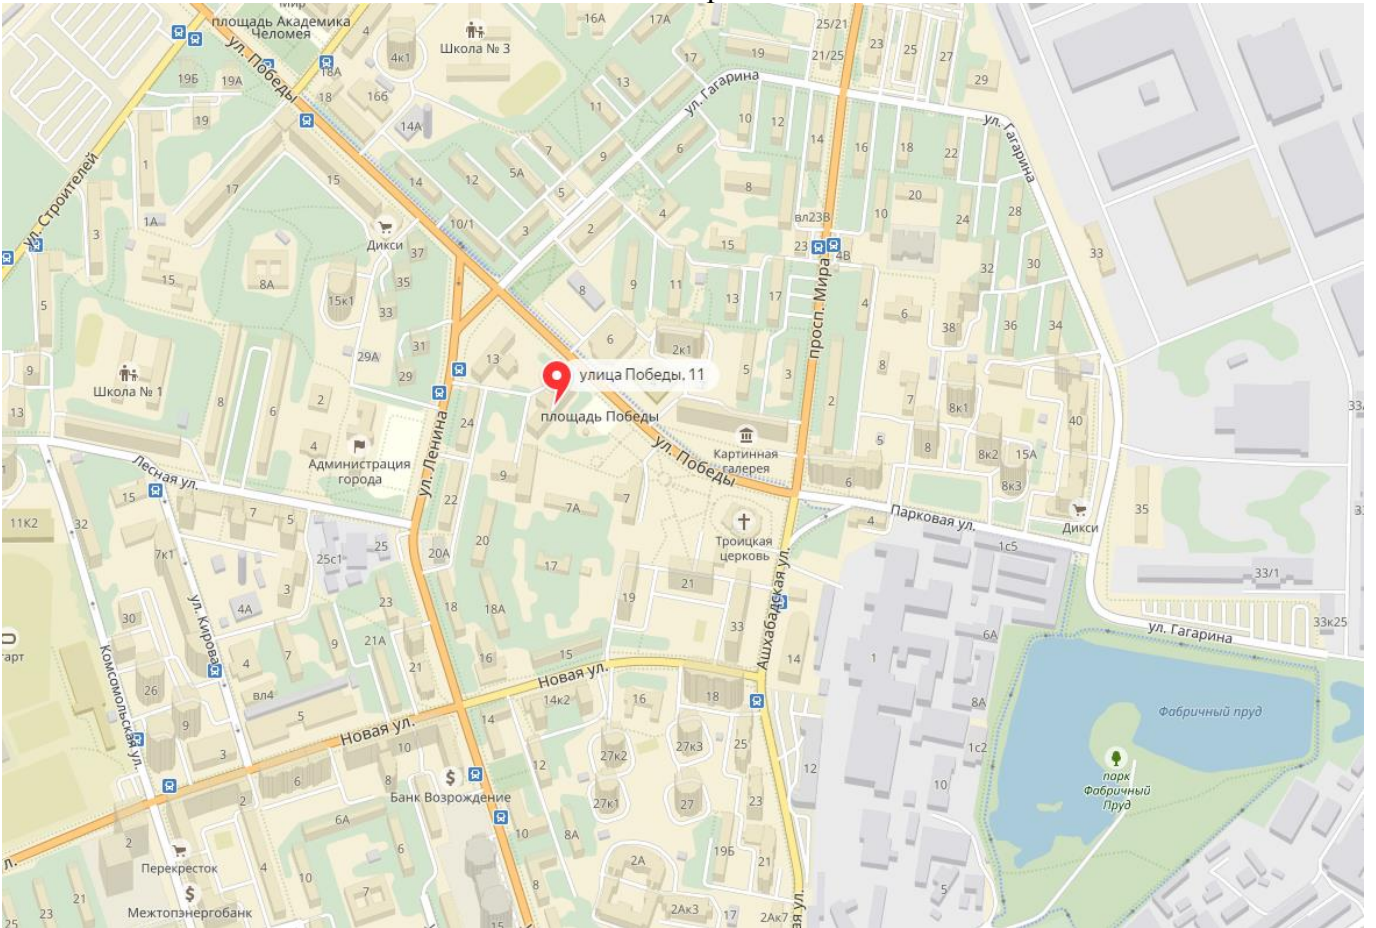 Мир
площадь Академика
Челомея
Школа № 3
4
4к1
16А
17А
17
19
25/21
21/25
23
25
27
29
ул. Победы
19Б
19А
19
18А
18
16б
14А
13
11
ул. Гагарина
10
12
14
16
18
22
ул. Гагарина
ул. Строителей
1
1А
3
17
15
14
12
5А
7
9
5
6
8
4
20
10
24
28
10/1
3
2
вл23В
23
4В
15
33
Дикси
37
35
33
15к1
8А
15
5
8
9
11
13
17
просп. Мира
4
6
32
30
38
36
34
31
29А
29
13
6
2к1
5
3
8
улица Победы, 11
площадь Победы
Школа № 1
9
13
8
6
2
4
Администрация
города
ул. Ленина
24
ул. Победы
Картинная
галерея
2
7
8к1
5
8
8к2
15А
8к3
40
6
Лесная ул.
15
7
5
22
9
7А
7
Троицкая
церковь
4
Парковая ул.
1с5
Дикси
35
11К2
32
7к1
25с1
25
20А
20
17
21
33/1
3
4А
ул. Кирова
23
18
18А
19
33
Ашхабадская ул.
14
1
6А
ул. Гагарина
33к25
30
Комсомольская ул.
26
4
7
9
21А
21
16
15
Новая ул.
вл4
5
9
3
14к2
16
18
8А
Фабричный пруд
Новая ул.
14
10
12
27к2
27к3
25
12
1с2
парк
Фабричный
Пруд
6
8
2
Банк Возрождение
27к1
27
23
10
6А
6
10
8А
2
Перекресток
4
10
7
2А
19Б
21
8
5
Межтопэнергобанк
25
23
21
15
2Ак3
17
2Ак7